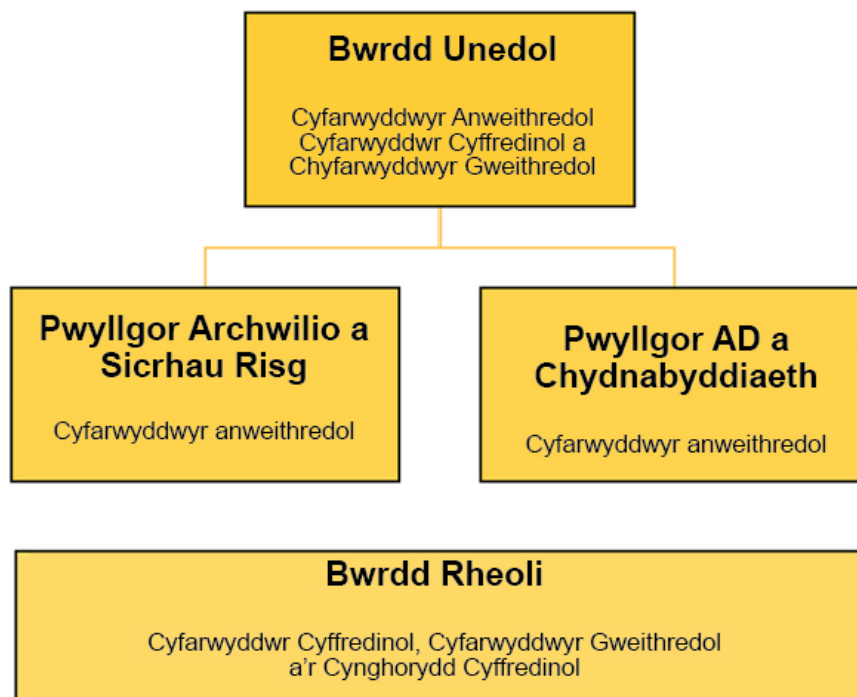 Bwrdd Unedol
Cyfarwyddwyr Anweithredol
Cyfarwyddwr Cyffredinol a
Chyfarwyddwyr Gweithredol
Pwyllgor Archwilio a
Sicrhau Risg
Cyfarwyddwyr anweithredol
Pwyllgor AD a
Chydnabyddiaeth
Cyfarwyddwyr anweithredol
Bwrdd Rheoli
Cyfarwyddwr Cyffredinol, Cyfarwyddwyr Gweithredol
a'r Cynghorydd Cyffredinol